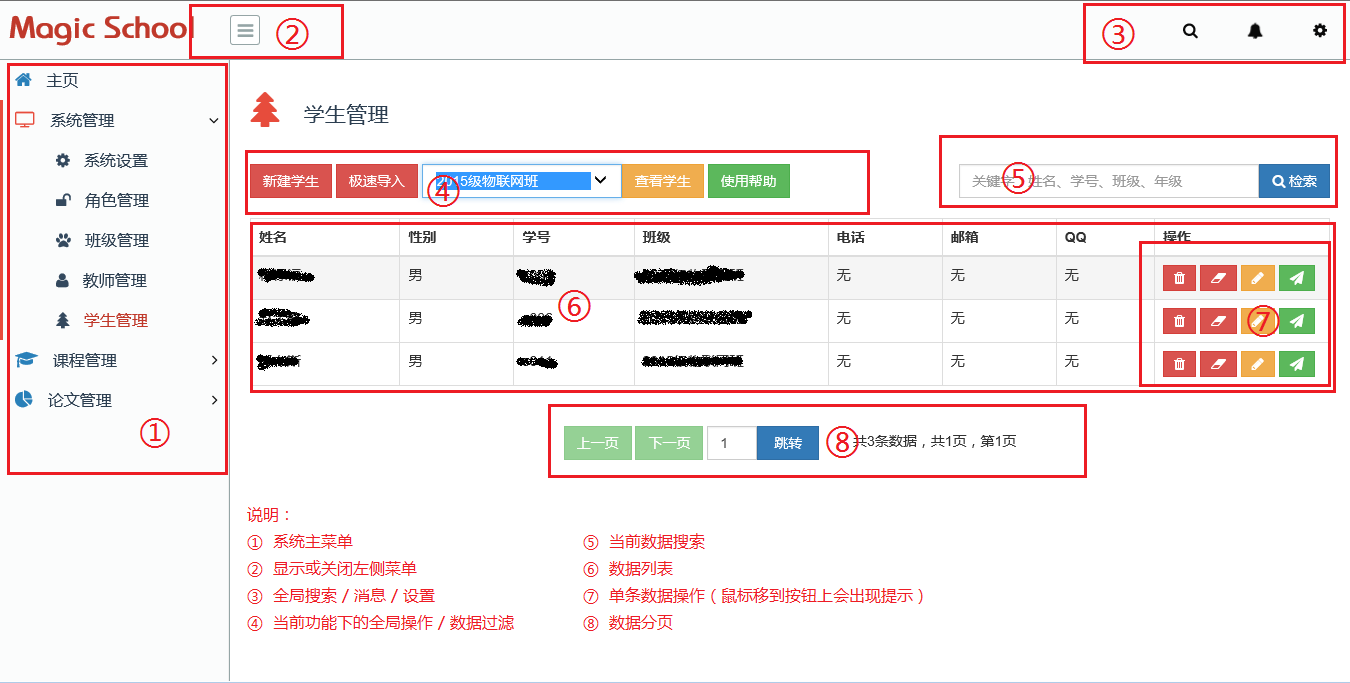 Magic School
②
③
主页
系统管理
系统设置
角色管理
班级管理
教师管理
学生管理
课程管理
论文管理
①
学生管理
新建学生 极速导入 2015级物联网班 查看学生 使用帮助
④
关键字、姓名、学号、班级、年级 检索
⑤
姓名 性别 学号 班级 电话 邮箱 QQ 操作
男 无 无 无
⑥
男 无 无 无
⑦
男 无 无 无
上一页 下一页 1 跳转 ⑧ 共3条数据，共1页，第1页
说明：
① 系统主菜单
② 显示或关闭左侧菜单
③ 全局搜索 / 消息 / 设置
④ 当前功能下的全局操作 / 数据过滤
⑤ 当前数据搜索
⑥ 数据列表
⑦ 单条数据操作（鼠标移到按钮上会出现提示）
⑧ 数据分页